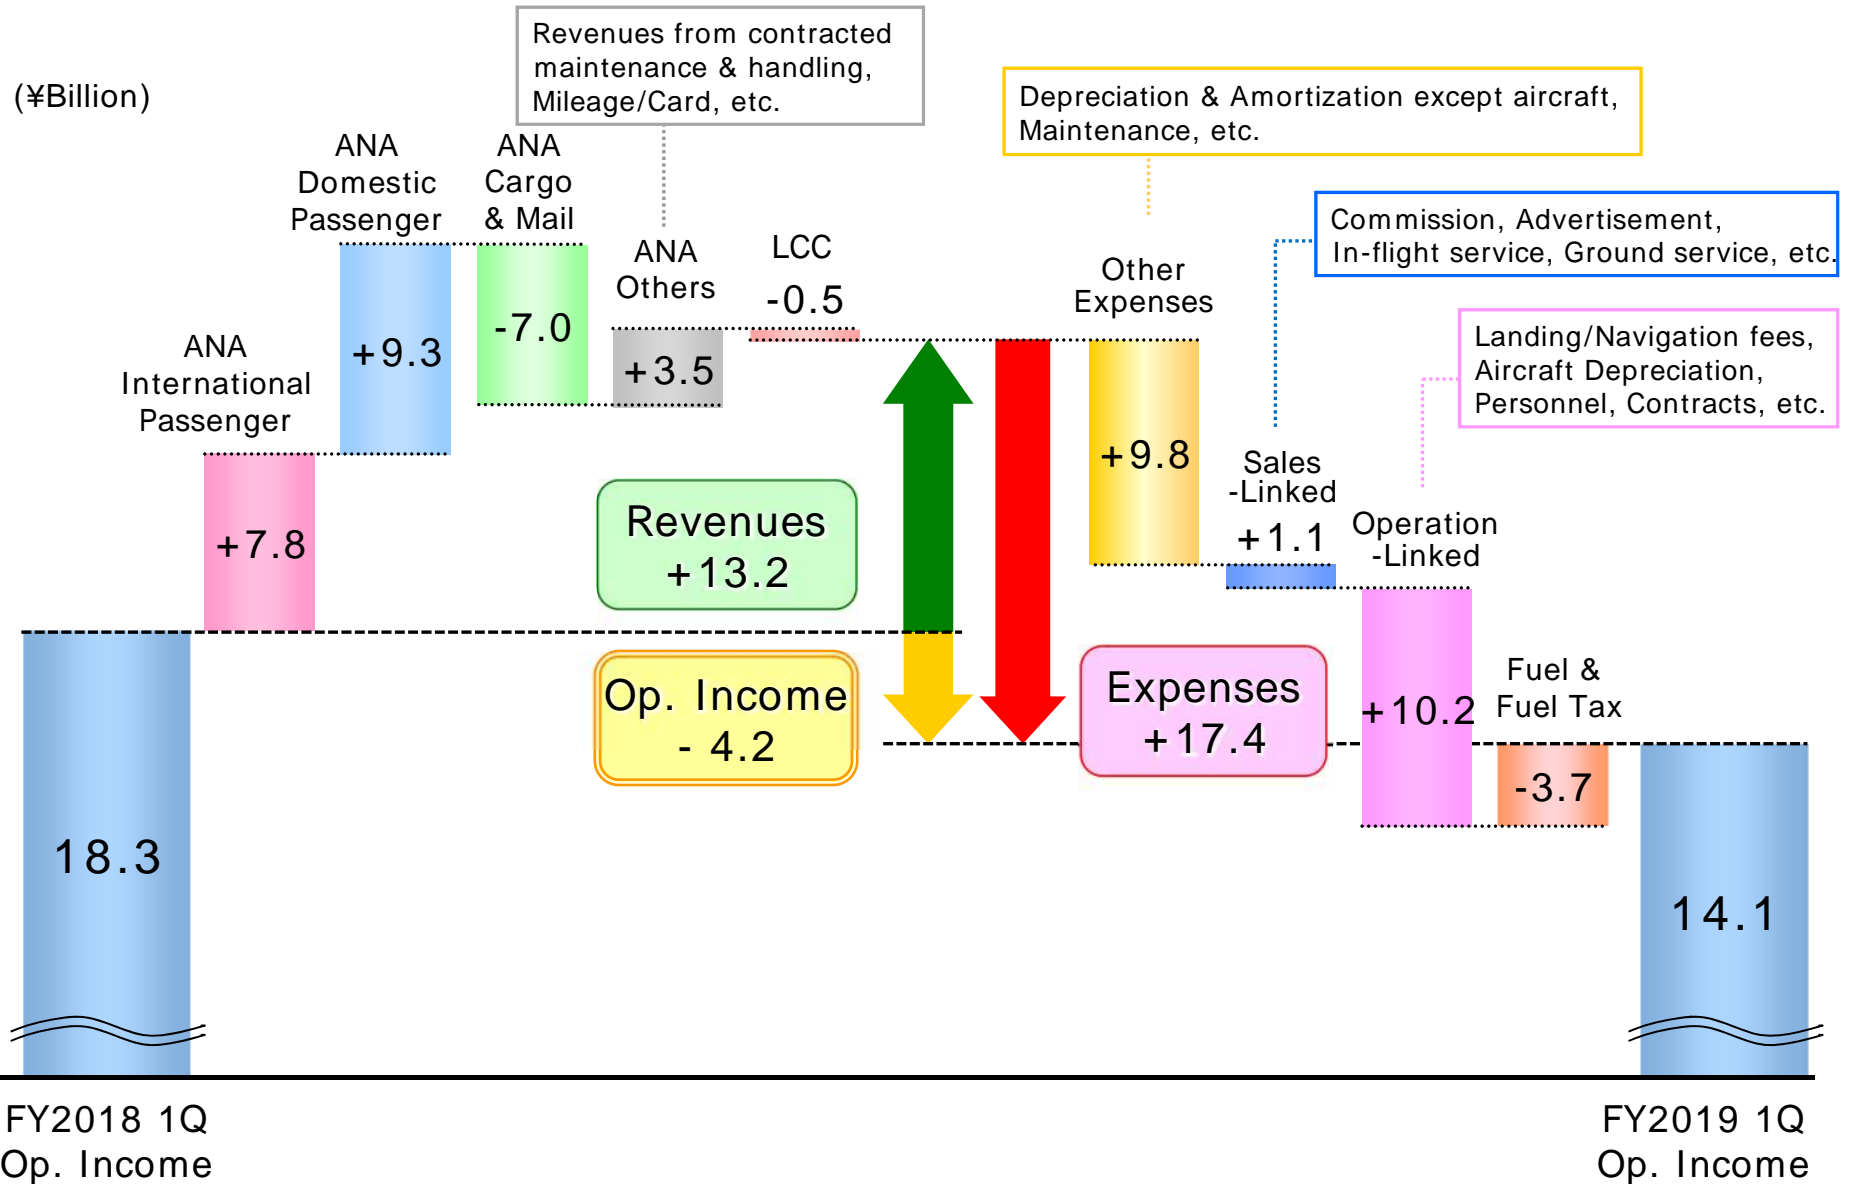 Revenues from contracted
maintenance & handling,
Mileage/Card, etc.
(¥Billion)
Depreciation & Amortization except aircraft,
Maintenance, etc.
ANA
Domestic
Passenger
ANA
Cargo
& Mail
Commission, Advertisement,
In-flight service, Ground service, etc.
ANA
Others
LCC
-0.5
Other
Expenses
Landing/Navigation fees,
Aircraft Depreciation,
Personnel, Contracts, etc.
ANA
International
Passenger
+9.3
-7.0
+3.5
+9.8
Sales
-Linked
+1.1
Operation
-Linked
+7.8
Revenues
+13.2
Op. Income
- 4.2
Expenses
+17.4
+10.2
Fuel &
Fuel Tax
-3.7
18.3
14.1
FY2018 1Q
Op. Income
FY2019 1Q
Op. Income